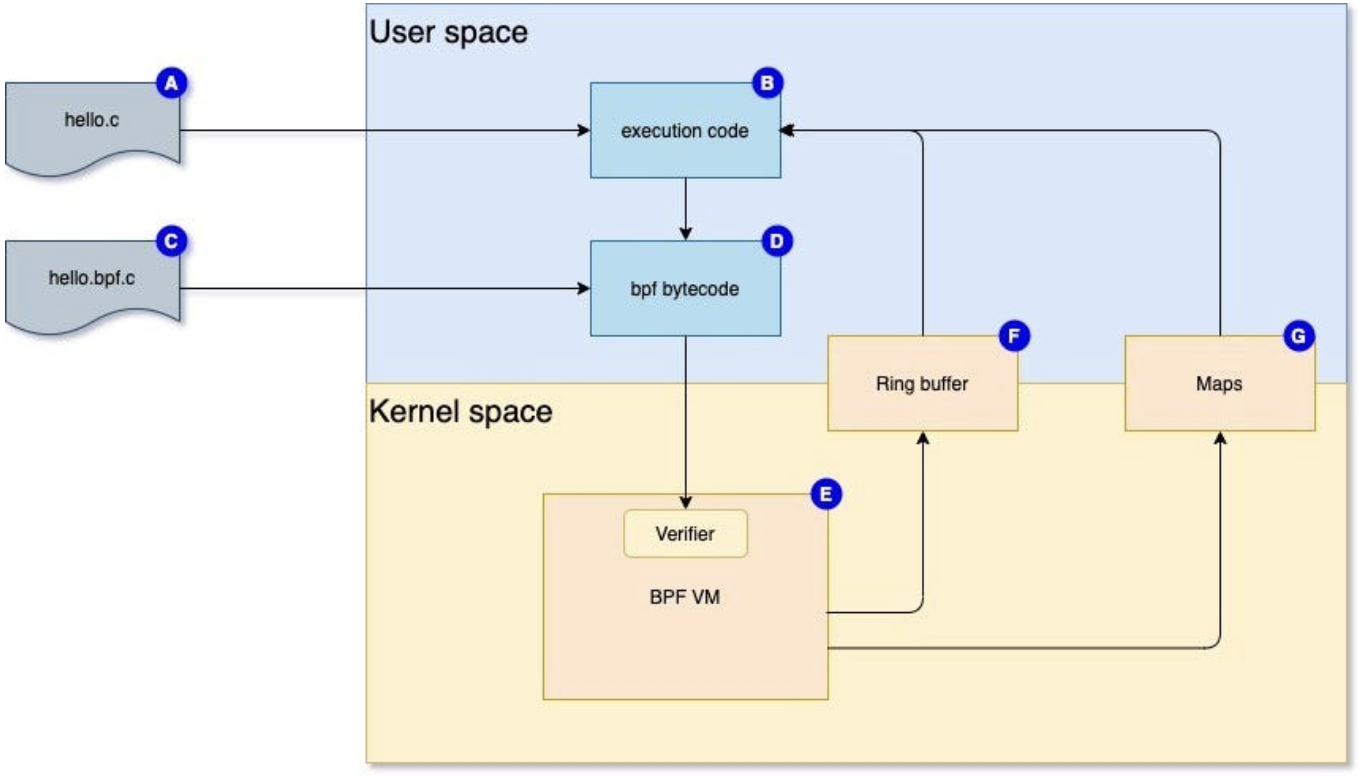 User space
A
hello.c
B
execution code
C
hello.bpf.c
D
bpf bytecode
F
Ring buffer
G
Maps
Kernel space
E
Verifier
BPF VM